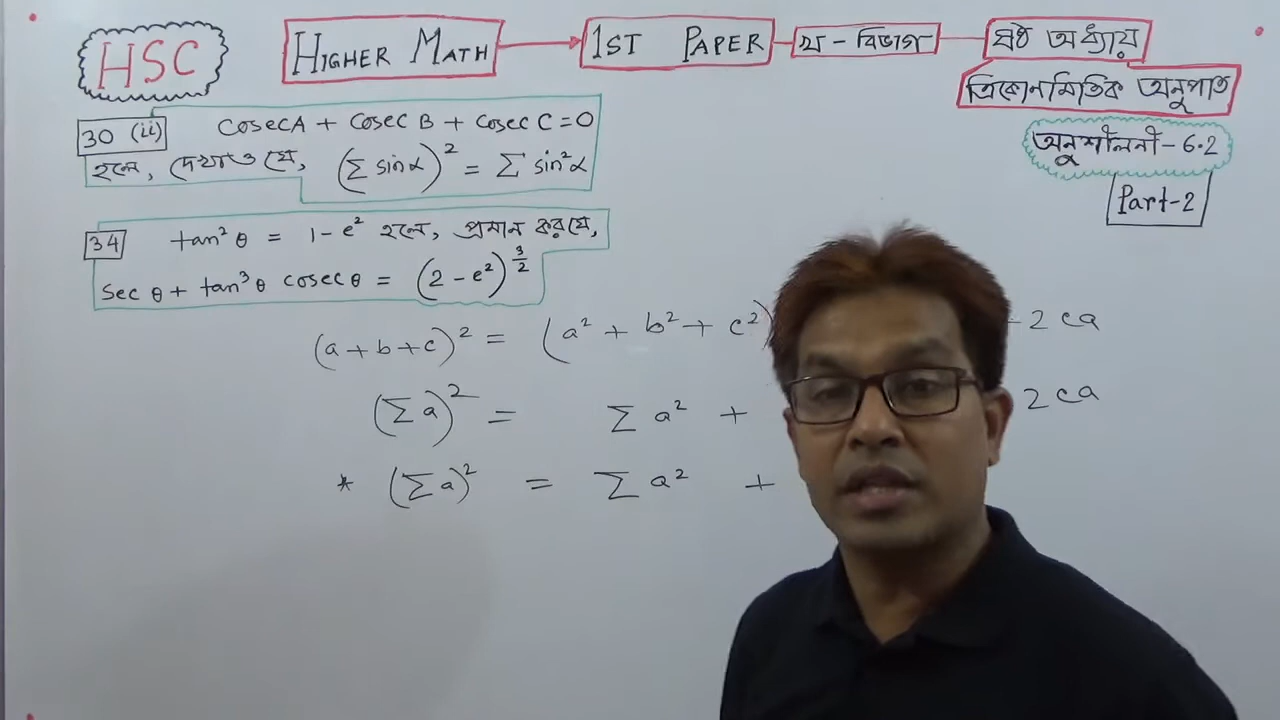 HSC
HIGHER MATH
1ST PAPER
খ - বিভাগ
ষষ্ঠ অধ্যায়
ত্রিকোনমিতিক অনুপাত
অনুশীলনী - 6.2
Part-2
30 (ii) cosec A + cosec B + cosec C = 0
হলে, দেখাও যে, (∑ sinα)² = ∑ sin²α
34 tan²θ = 1 - e² হলে, প্রমান কর যে,
sec θ + tan³θ cosec θ = (2 - e²)^(3/2)
(a + b + c)² = (a² + b² + c²) + 2 ca
(∑ a)² = ∑ a² + 2 ca
* (∑ a)² = ∑ a² +